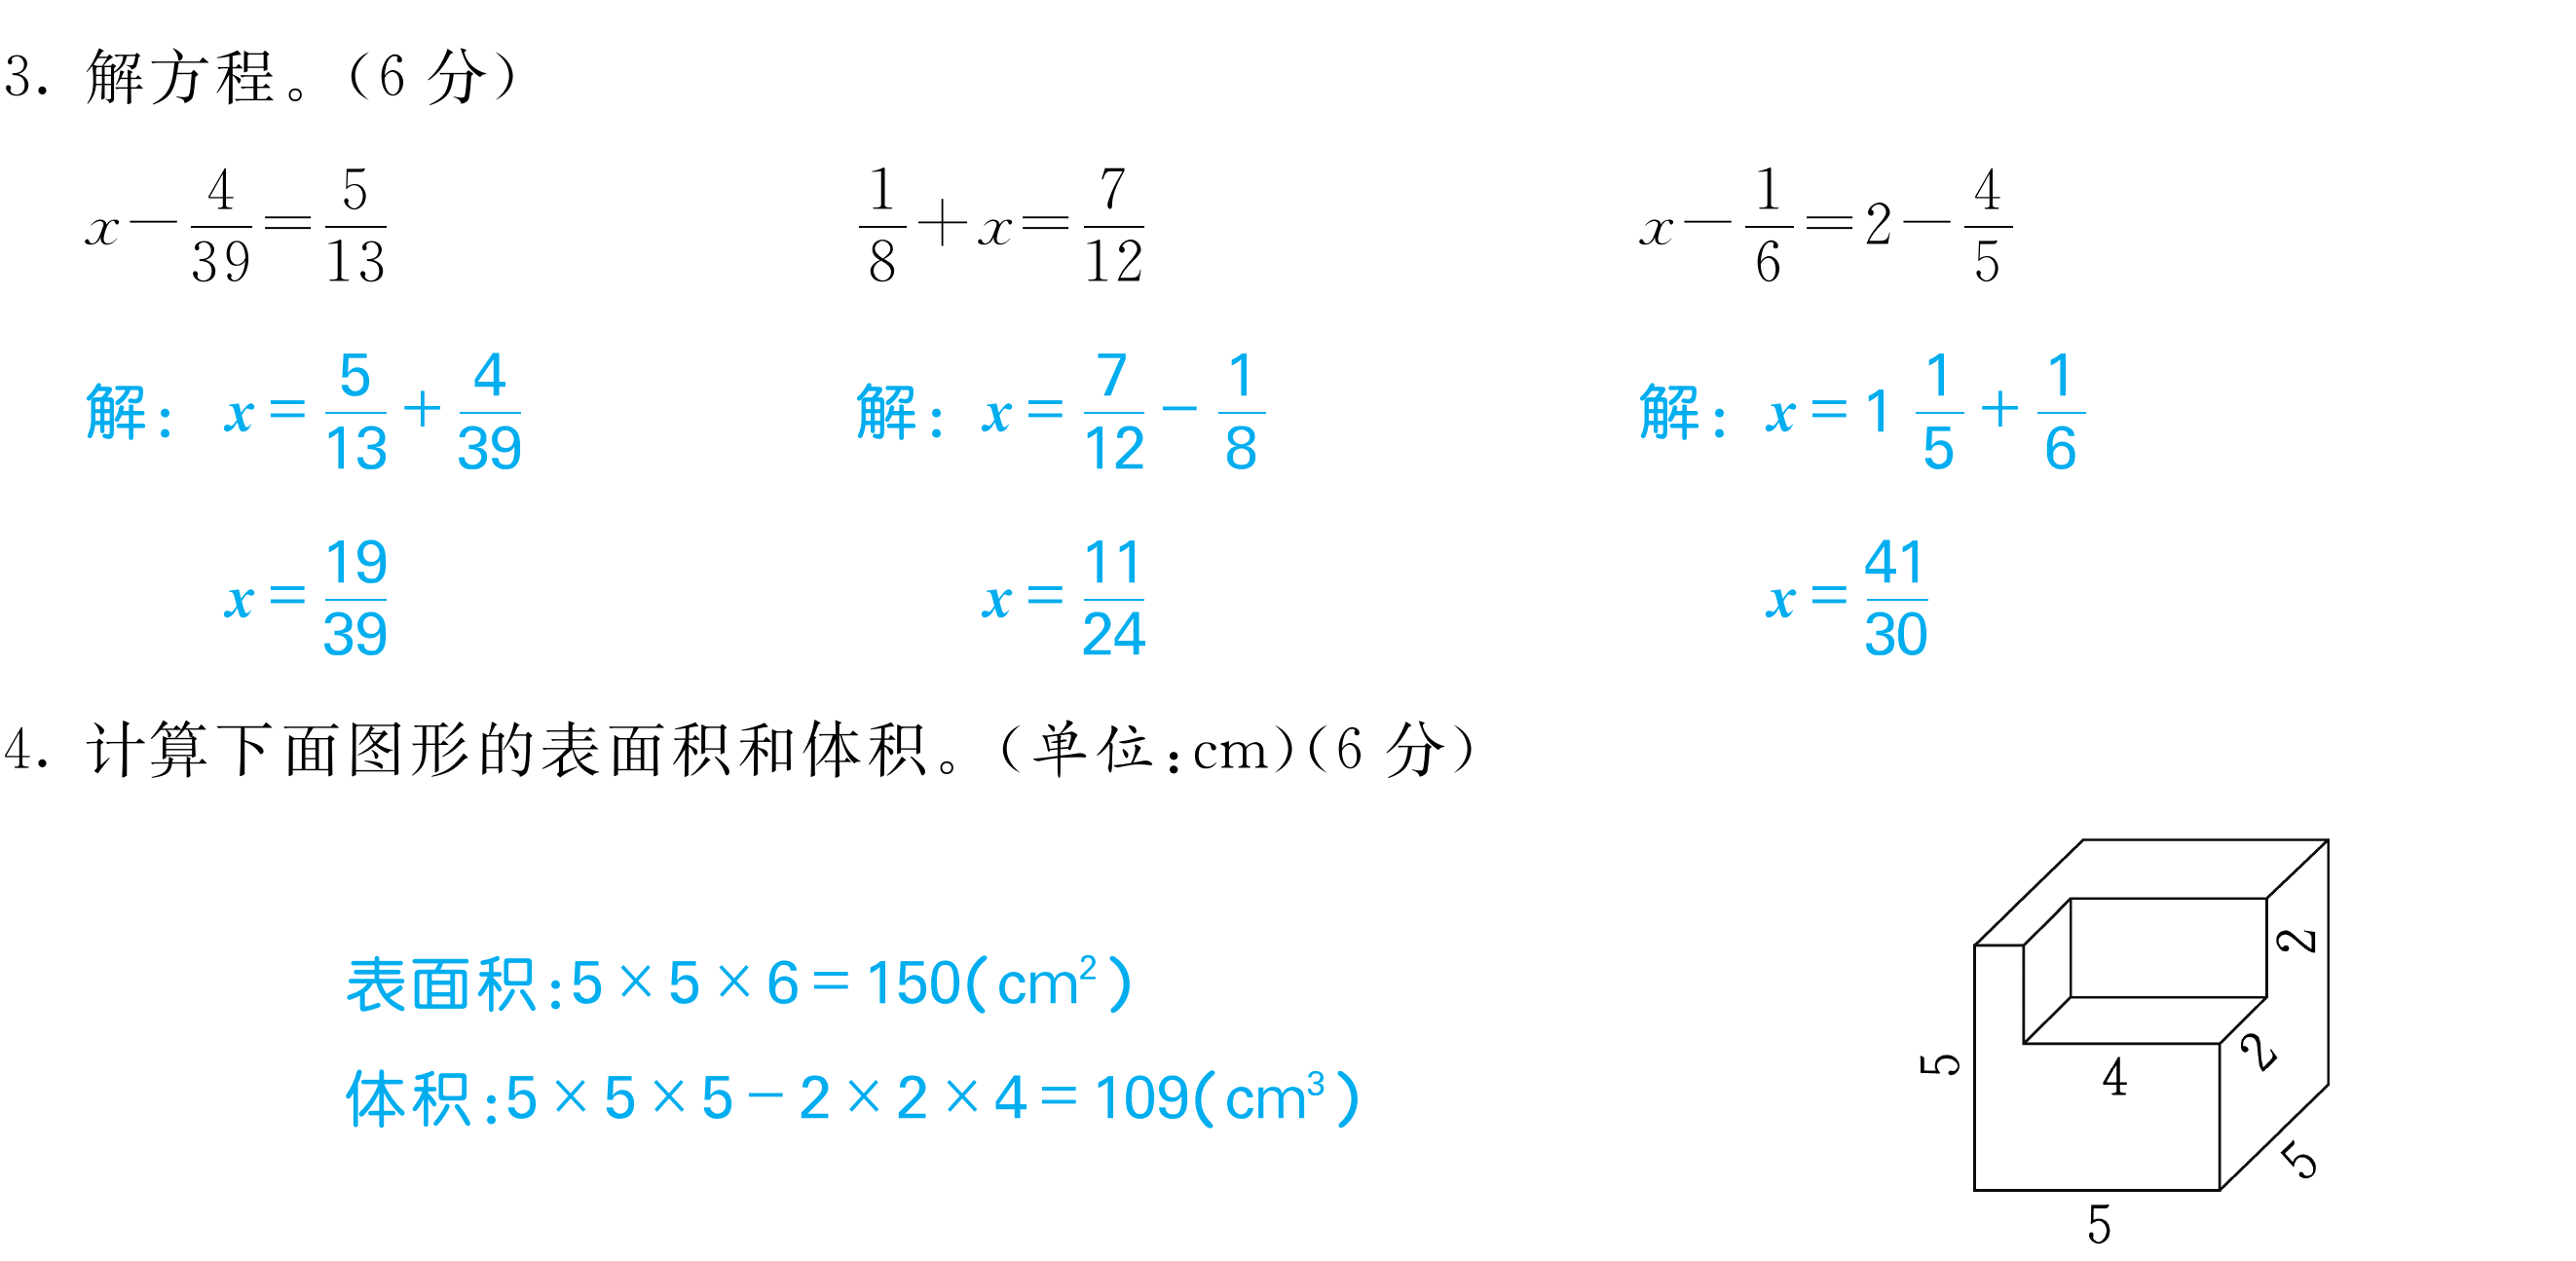 3. 解方程。(6 分)
x－4/39＝5/13　1/8＋x＝7/12　x－1/6＝2－4/5
解： x＝5/13＋4/39　解： x＝7/12－1/8　解： x＝1 1/5＋1/6
x＝19/39　x＝11/24　x＝41/30
4. 计算下面图形的表面积和体积。(单位:cm)(6 分)
表面积:5×5×6＝150(cm²)
体积:5×5×5－2×2×4＝109(cm³)
2
2
5
4
5
5